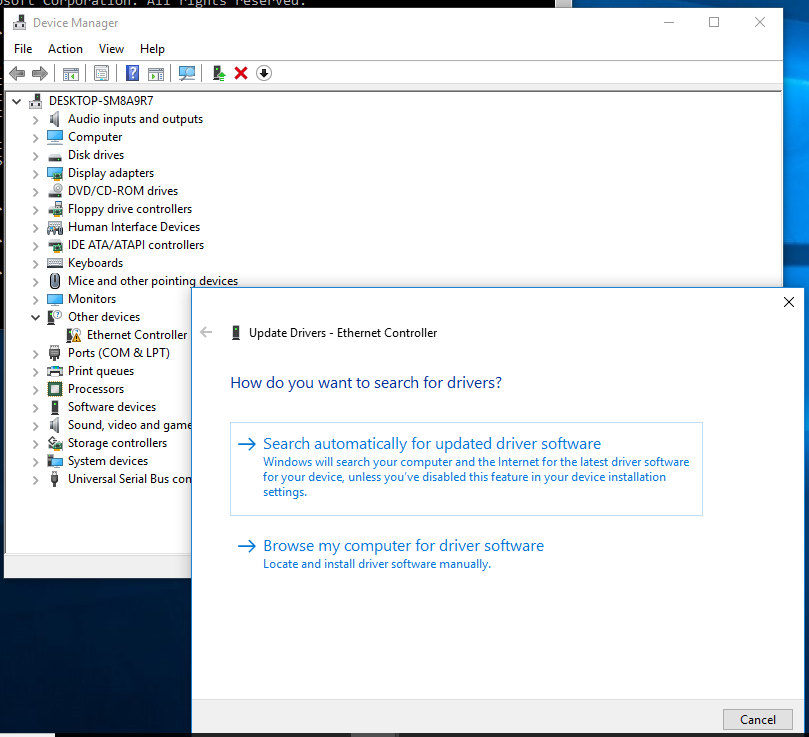 osoft Corporation. All rights reserved.
Device Manager
File Action View Help
DESKTOP-SM8A9R7
Audio inputs and outputs
Computer
Disk drives
Display adapters
DVD/CD-ROM drives
Floppy drive controllers
Human Interface Devices
IDE ATA/ATAPI controllers
Keyboards
Mice and other pointing devices
Monitors
Other devices
Ethernet Controller
Ports (COM & LPT)
Print queues
Processors
Software devices
Sound, video and game
Storage controllers
System devices
Universal Serial Bus con
Update Drivers - Ethernet Controller
How do you want to search for drivers?
Search automatically for updated driver software
Windows will search your computer and the Internet for the latest driver software
for your device, unless you've disabled this feature in your device installation
settings.
Browse my computer for driver software
Locate and install driver software manually.
Cancel